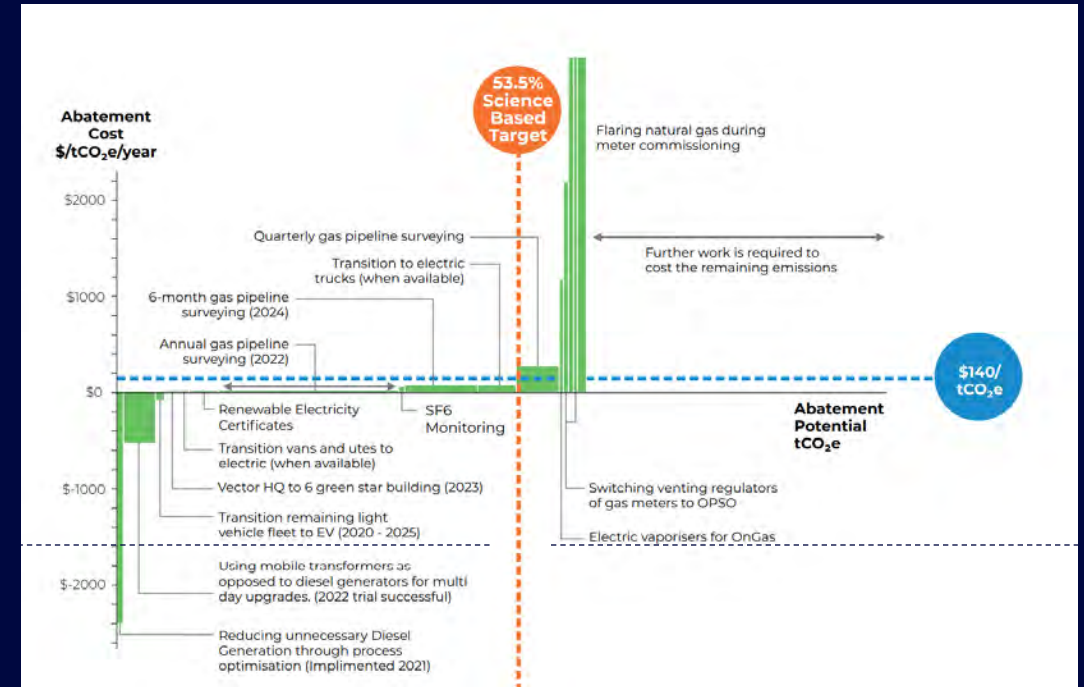 53.5%
Science
Based
Target
Abatement
Cost
$/tCO₂e/year
Flaring natural gas during
meter commissioning
$2000
Quarterly gas pipeline surveying
Further work is required to
cost the remaining emissions
Transition to electric
trucks (when available)
$1000
6-month gas pipeline
surveying (2024)
Annual gas pipeline
surveying (2022)
$140/
tCO₂e
$0
Renewable Electricity
Certificates
SF6
Monitoring
Abatement
Potential
tCO₂e
Transition vans and utes to
electric (when available)
Vector HQ to 6 green star building (2023)
$-1000
Switching venting regulators
of gas meters to OPSO
Transition remaining light
vehicle fleet to EV (2020 - 2025)
Electric vaporisers for OnGas
Using mobile transformers as
opposed to diesel generators for multi
day upgrades. (2022 trial successful)
$-2000
Reducing unnecessary Diesel
Generation through process
optimisation (Implimented 2021)